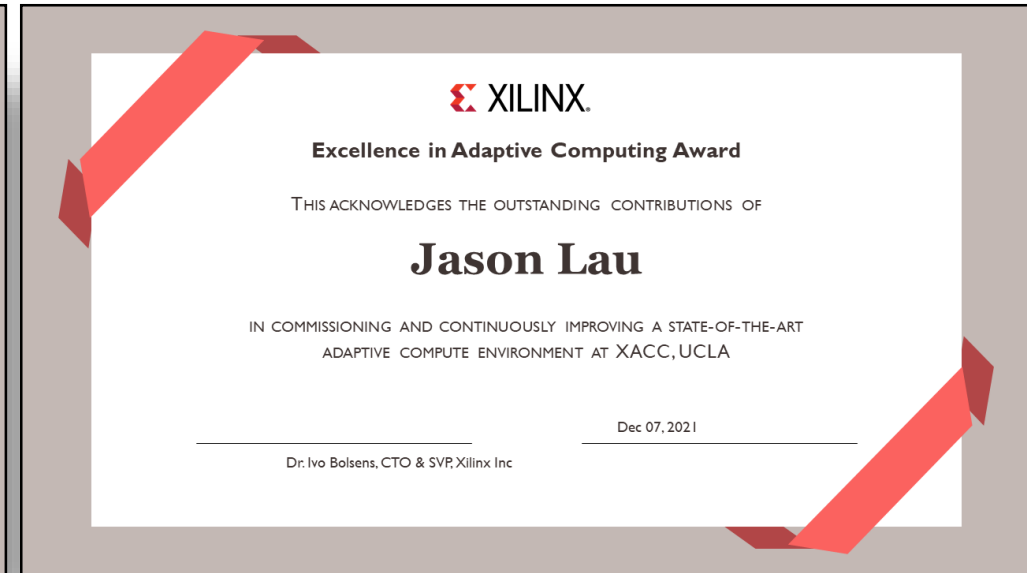 XILINX.
Excellence in Adaptive Computing Award
THIS ACKNOWLEDGES THE OUTSTANDING CONTRIBUTIONS OF
Jason Lau
IN COMMISSIONING AND CONTINUOUSLY IMPROVING A STATE-OF-THE-ART
ADAPTIVE COMPUTE ENVIRONMENT AT XACC, UCLA
Dec 07, 2021
Dr. Ivo Bolsens, CTO & SVP, Xilinx Inc